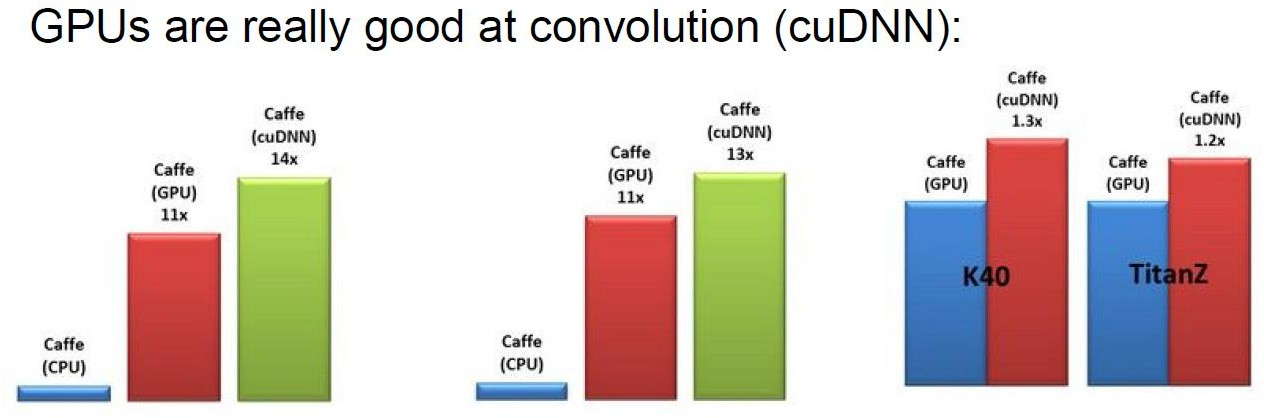 GPUs are really good at convolution (cuDNN):
Caffe
(CPU)
Caffe
(GPU)
11x
Caffe
(cuDNN)
14x
Caffe
(CPU)
Caffe
(GPU)
11x
Caffe
(cuDNN)
13x
Caffe
(GPU)
Caffe
(cuDNN)
1.3x
K40
Caffe
(GPU)
Caffe
(cuDNN)
1.2x
TitanZ